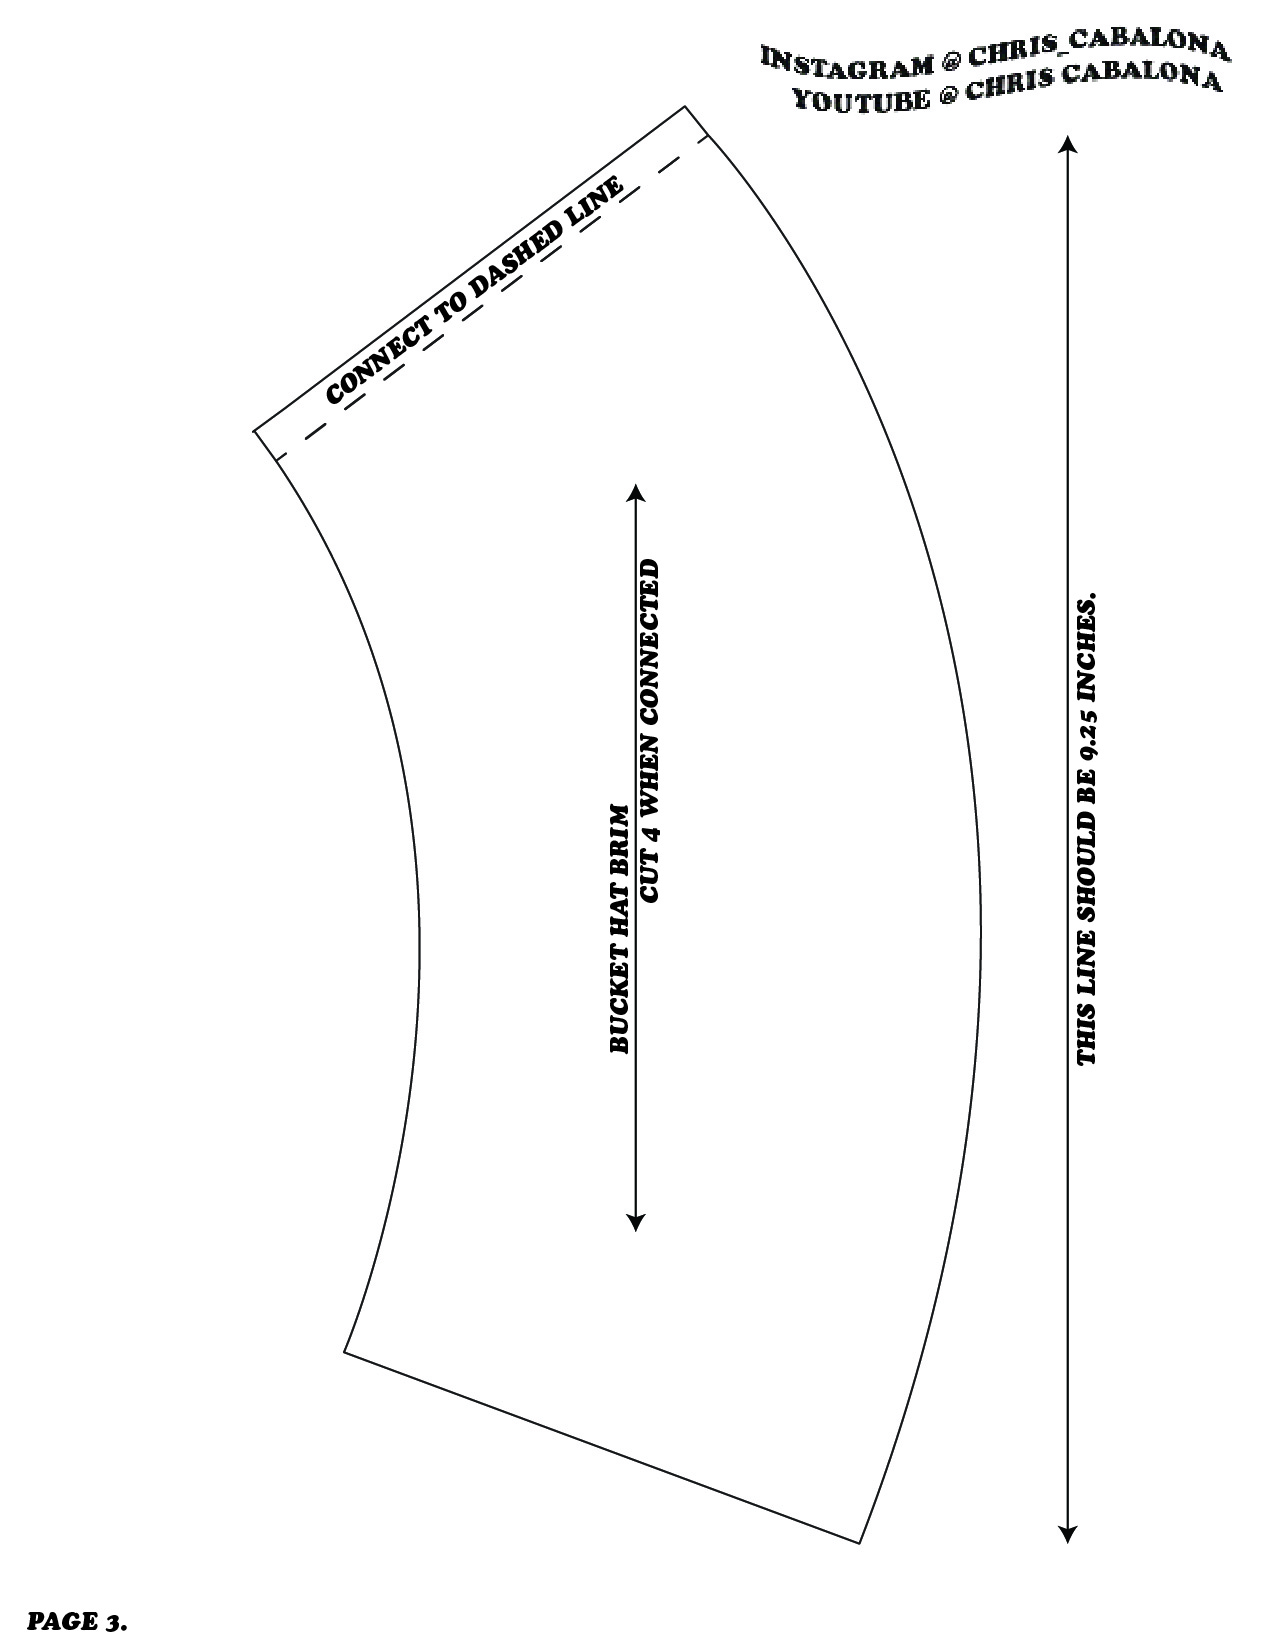 INSTAGRAM @ CHRIS_CABALONA
YOUTUBE @ CHRIS CABALONA
CONNECT TO DASHED LINE
BUCKET HAT BRIM
CUT 4 WHEN CONNECTED
THIS LINE SHOULD BE 9.25 INCHES.
PAGE 3.